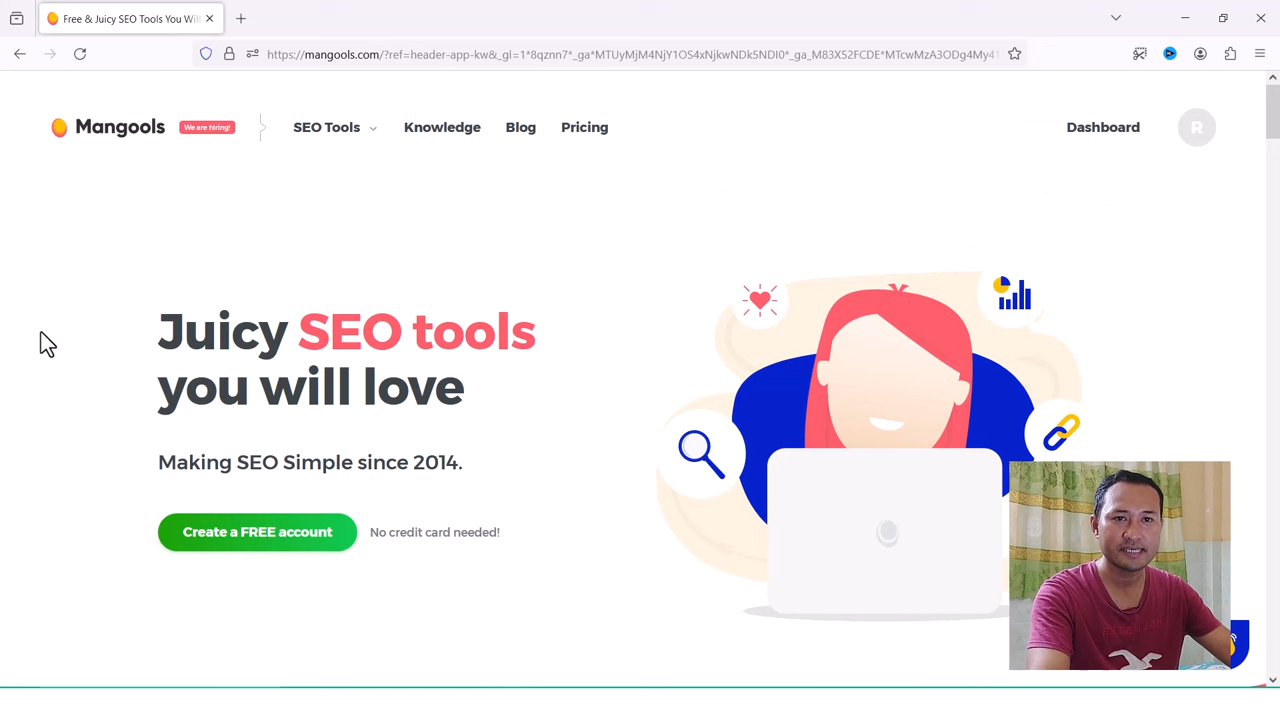 Free & Juicy SEO Tools You Wil
https://mangools.com/?ref=header-app-kw&_gl=1*8qznn7*_ga*MTUyMjM4NjY1OS4xNjkwNDk5NDI0*_ga_M83X52FCDE*MTcwMzA3ODg4My41
Mangools
We are hiring!
SEO Tools
Knowledge
Blog
Pricing
Dashboard
R
Juicy SEO tools
you will love
Making SEO Simple since 2014.
Create a FREE account
No credit card needed!